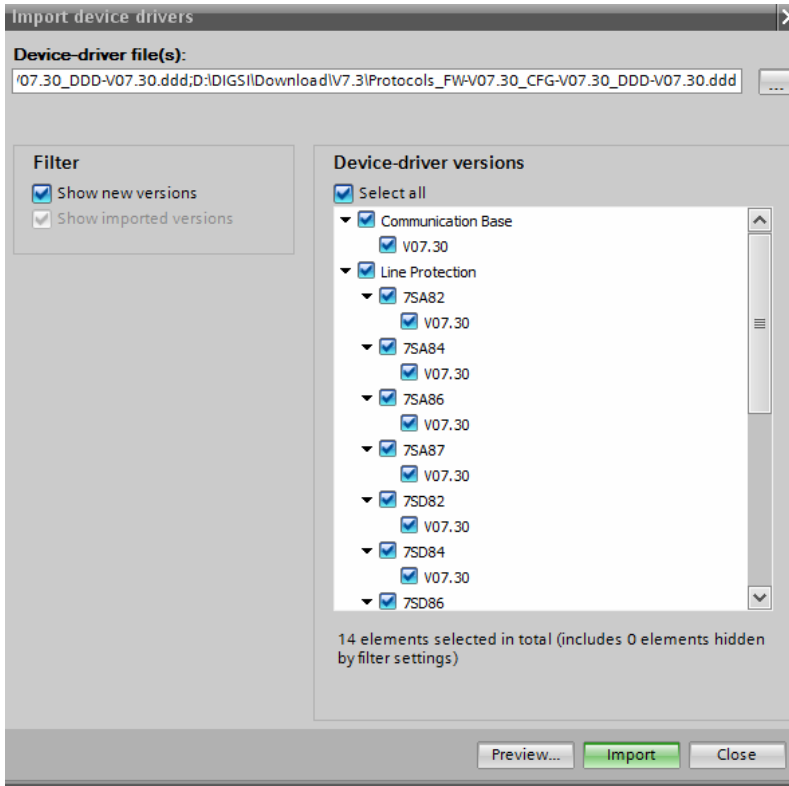 Import device drivers
Device-driver file(s):
'07.30_DDD-V07.30.ddd;D:\DIGSI\Download\V7.3\Protocols_FW-V07.30_CFG-V07.30_DDD-V07.30.ddd
...
Filter
Show new versions
Show imported versions
Device-driver versions
Select all
Communication Base
V07.30
Line Protection
7SA82
V07.30
7SA84
V07.30
7SA86
V07.30
7SA87
V07.30
7SD82
V07.30
7SD84
V07.30
7SD86
14 elements selected in total (includes 0 elements hidden
by filter settings)
Preview...
Import
Close